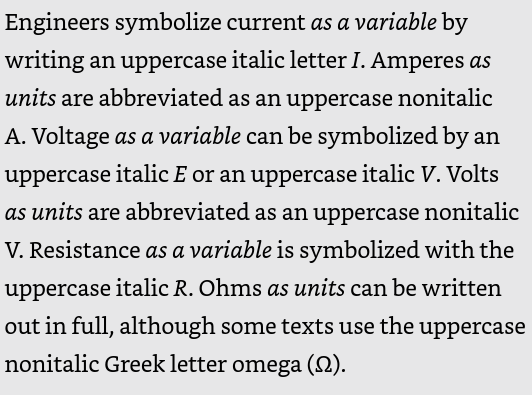 Engineers symbolize current as a variable by
writing an uppercase italic letter I. Amperes as
units are abbreviated as an uppercase nonitalic
A. Voltage as a variable can be symbolized by an
uppercase italic E or an uppercase italic V. Volts
as units are abbreviated as an uppercase nonitalic
V. Resistance as a variable is symbolized with the
uppercase italic R. Ohms as units can be written
out in full, although some texts use the uppercase
nonitalic Greek letter omega (Ω).